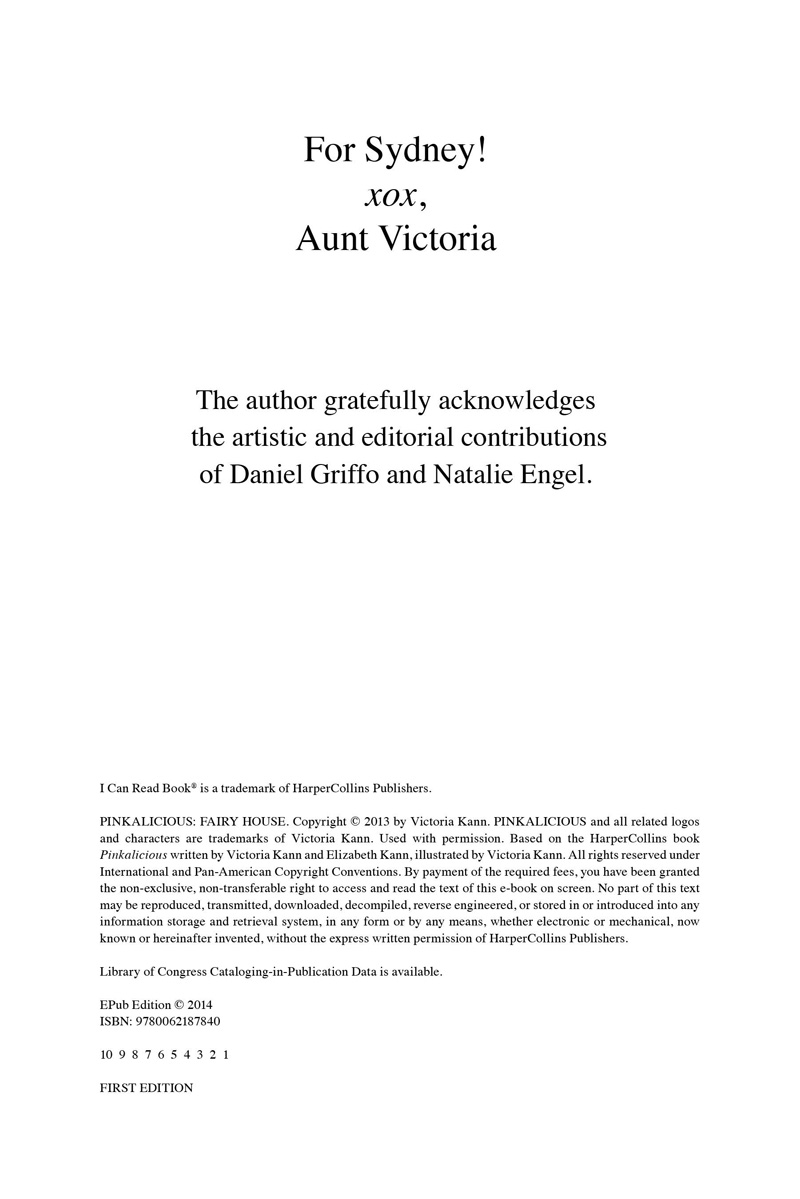 For Sydney!
xox,
Aunt Victoria
The author gratefully acknowledges
the artistic and editorial contributions
of Daniel Griffo and Natalie Engel.
I Can Read Book® is a trademark of HarperCollins Publishers.
PINKALICIOUS: FAIRY HOUSE. Copyright © 2013 by Victoria Kann. PINKALICIOUS and all related logos
and characters are trademarks of Victoria Kann. Used with permission. Based on the HarperCollins book
Pinkalicious written by Victoria Kann and Elizabeth Kann, illustrated by Victoria Kann. All rights reserved under
International and Pan-American Copyright Conventions. By payment of the required fees, you have been granted
the non-exclusive, non-transferable right to access and read the text of this e-book on screen. No part of this text
may be reproduced, transmitted, downloaded, decompiled, reverse engineered, or stored in or introduced into any
information storage and retrieval system, in any form or by any means, whether electronic or mechanical, now
known or hereinafter invented, without the express written permission of HarperCollins Publishers.
Library of Congress Cataloging-in-Publication Data is available.
EPub Edition © 2014
ISBN: 9780062187840
10 9 8 7 6 5 4 3 2 1
FIRST EDITION